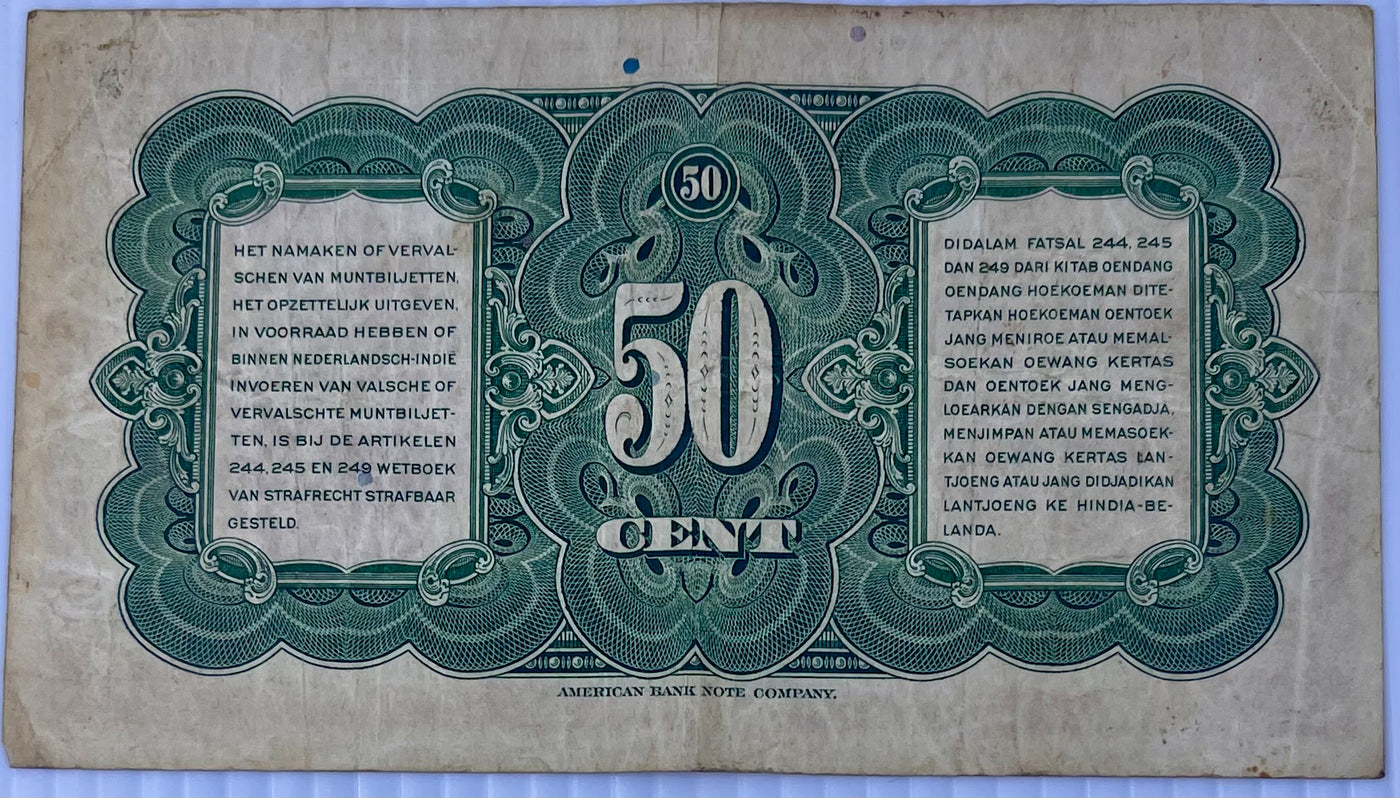 50
HET NAMAKEN OF VERVAL-
SCHEN VAN MUNTBILJETTEN,
HET OPZETTELIJK UITGEVEN,
IN VOORRAAD HEBBEN OF
BINNEN NEDERLANDSCH-INDIË
INVOEREN VAN VALSCHE OF
VERVALSCHTE MUNTBILJET-
TEN, IS BIJ DE ARTIKELEN
244, 245 EN 249 WETBOEK
VAN STRAFRECHT STRAFBAAR
GESTELD.
50
CENT
DIDALAM FATSAL 244, 245
DAN 249 DARI KITAB OENDANG
OENDANG HOEKOEMAN DITE-
TAPKAN HOEKOEMAN OENTOEK
JANG MENIROE ATAU MEMAL-
SOEKAN OEWANG KERTAS
DAN OENTOEK JANG MENG-
LOEARKAN DENGAN SENGADJA,
MENJIMPAN ATAU MEMASOEK-
KAN OEWANG KERTAS LAN-
TJOENG ATAU JANG DIDJADIKAN
LANTJOENG KE HINDIA-BE-
LANDA.
AMERICAN BANK NOTE COMPANY.